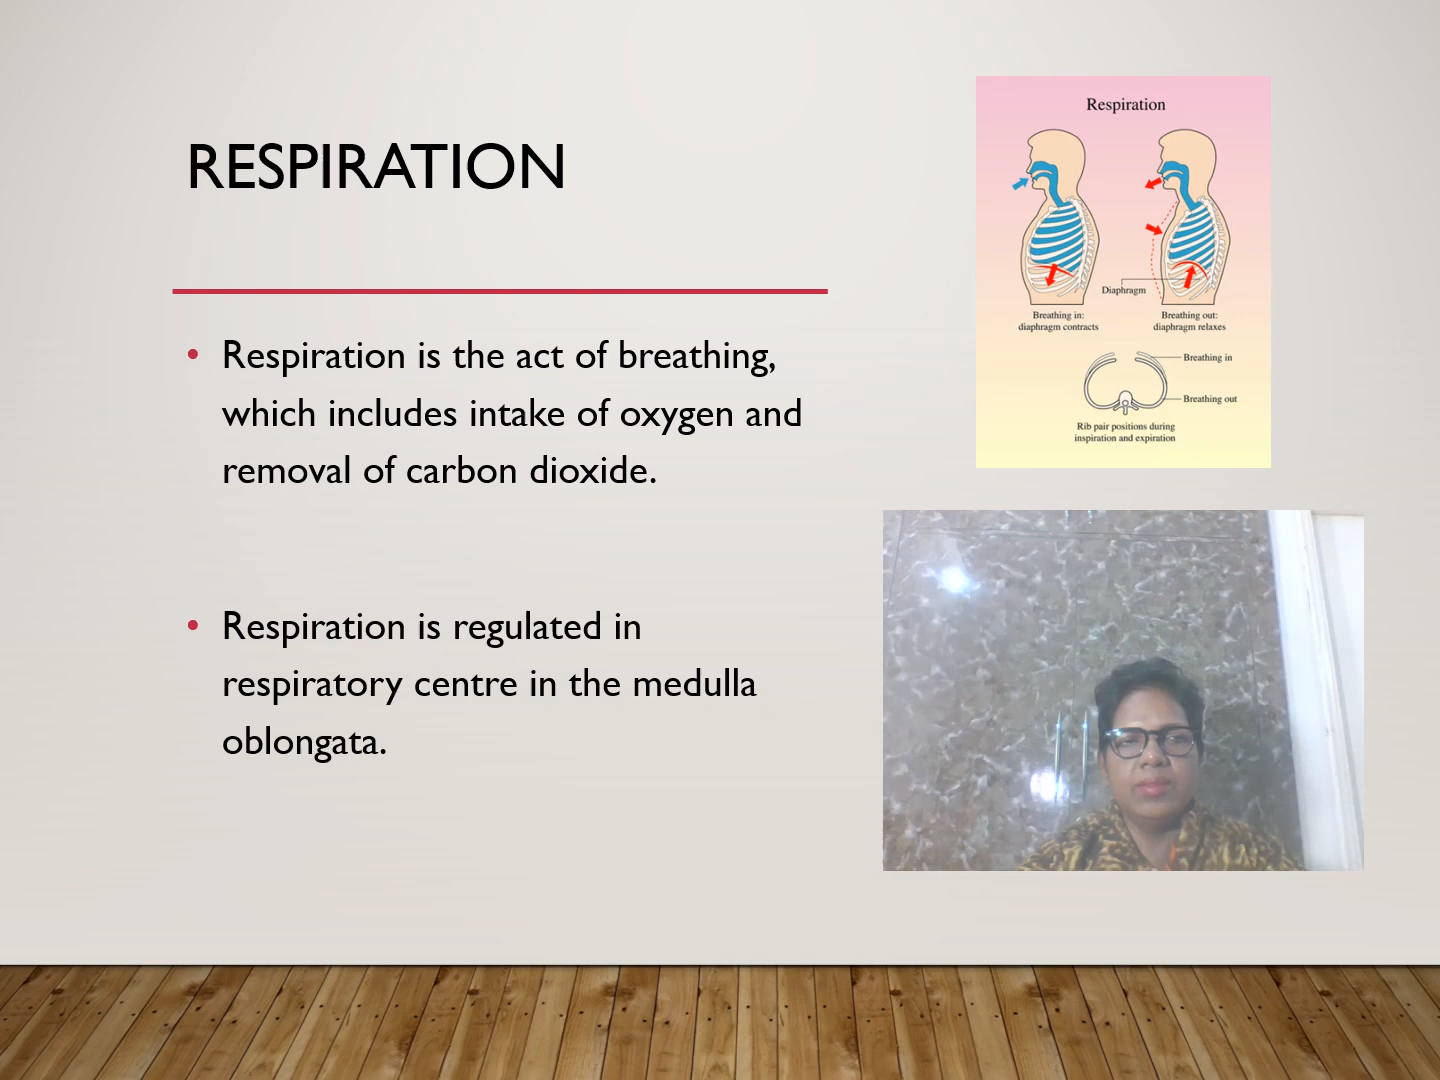 RESPIRATION
• Respiration is the act of breathing,
which includes intake of oxygen and
removal of carbon dioxide.
• Respiration is regulated in
respiratory centre in the medulla
oblongata.
Respiration
Diaphragm
Breathing in:
diaphragm contracts
Breathing out:
diaphragm relaxes
Breathing in
Breathing out
Rib pair positions during
inspiration and expiration